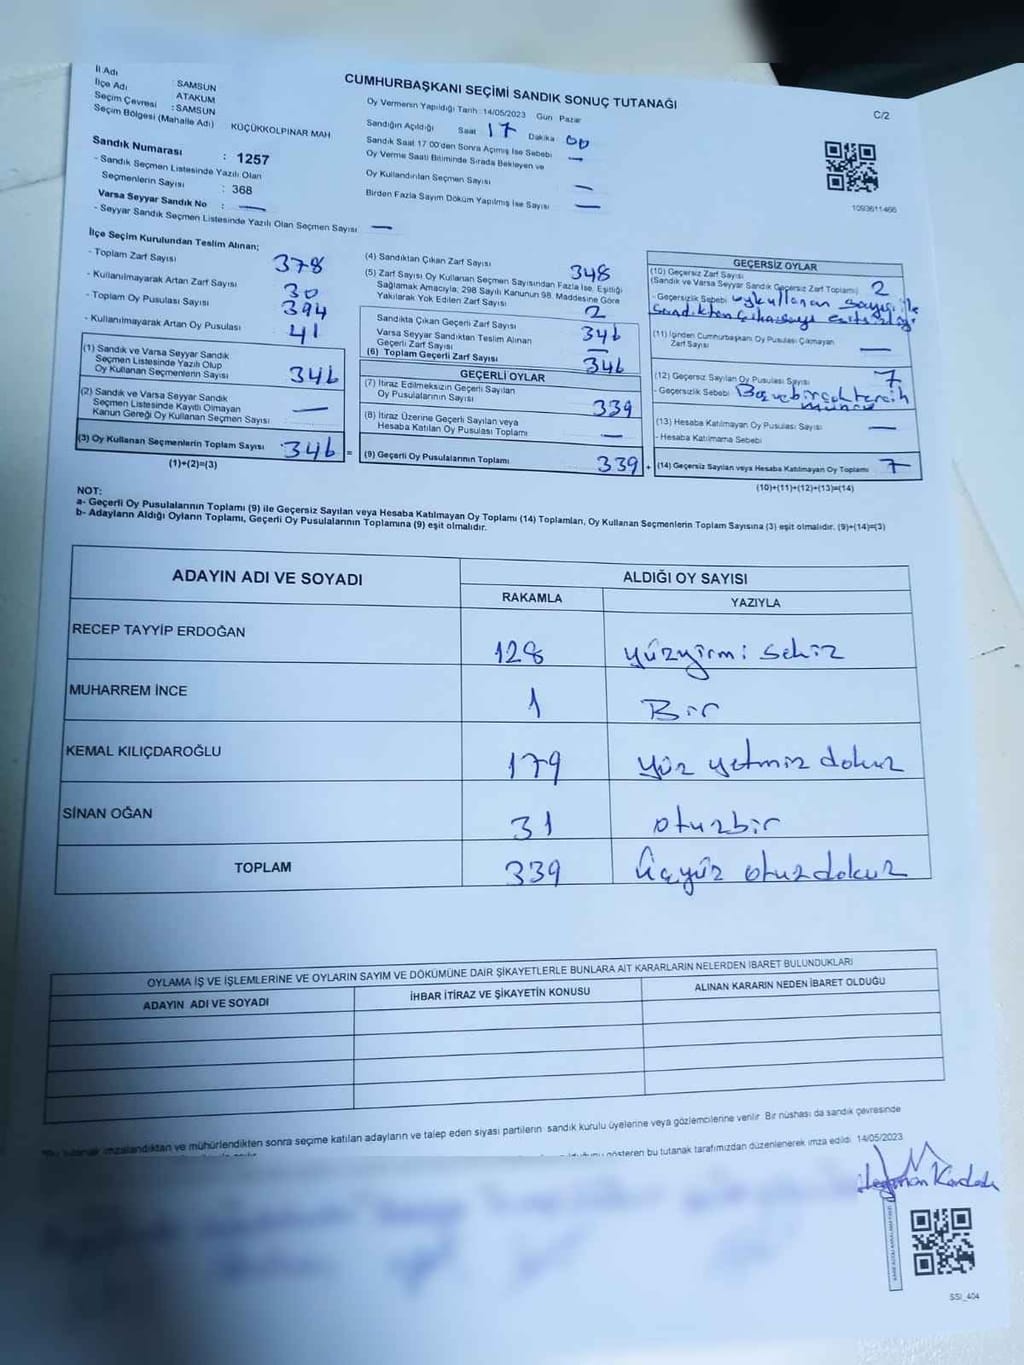 CUMHURBAŞKANI SEÇİMİ SANDIK SONUÇ TUTANAĞI
C/2
İl Adı : SAMSUN
İlçe Adı : ATAKUM
Seçim Çevresi : SAMSUN
Seçim Bölgesi (Mahalle Adı) KÜÇÜKKOLPINAR MAH.
Sandık Numarası : 1257
- Sandık Seçmen Listesinde Yazılı Olan
Seçmenlerin Sayısı : 368
Varsa Seyyar Sandık No : —
- Seyyar Sandık Seçmen Listesinde Yazılı Olan Seçmen Sayısı —
Oy Vermenin Yapıldığı Tarih :14/05/2023 Gün Pazar
Sandığın Açıldığı Saat 17 Dakika 00
Sandık Saat 17:00'den Sonra Açılmış İse Sebebi —
Oy Verme Saati Bitiminde Sırada Bekleyen ve
Oy Kullandırılan Seçmen Sayısı —
Birden Fazla Sayım Döküm Yapılmış İse Sayısı —
1093611466
İlçe Seçim Kurulundan Teslim Alınan;
- Toplam Zarf Sayısı 378
- Kullanılmayarak Artan Zarf Sayısı 30
- Toplam Oy Pusulası Sayısı 394
- Kullanılmayarak Artan Oy Pusulası 41
(1) Sandık ve Varsa Seyyar Sandık
Seçmen Listesinde Yazılı Olup
Oy Kullanan Seçmenlerin Sayısı 346
(2) Sandık ve Varsa Seyyar Sandık
Seçmen Listesinde Kayıtlı Olmayan
Kanun Gereği Oy Kullanan Seçmen Sayısı —
(3) Oy Kullanan Seçmenlerin Toplam Sayısı 346 =
(1)+(2)=(3)
(4) Sandıktan Çıkan Zarf Sayısı 348
(5) Zarf Sayısı Oy Kullanan Seçmen Sayısından Fazla İse, Eşitliği
Sağlamak Amacıyla; 298 Sayılı Kanunun 98. Maddesine Göre
Yakılarak Yok Edilen Zarf Sayısı 2
Sandıkta Çıkan Geçerli Zarf Sayısı 346
Varsa Seyyar Sandıktan Teslim Alınan
Geçerli Zarf Sayısı —
(6) Toplam Geçerli Zarf Sayısı 346
GEÇERLİ OYLAR
(7) İtiraz Edilmeksizin Geçerli Sayılan
Oy Pusulalarının Sayısı 339
(8) İtiraz Üzerine Geçerli Sayılan veya
Hesaba Katılan Oy Pusulası Toplamı —
(9) Geçerli Oy Pusulalarının Toplamı 339 +
GEÇERSİZ OYLAR
(10) Geçersiz Zarf Sayısı
(Sandık ve Varsa Seyyar Sandık Geçersiz Zarf Toplamı) 2
- Geçersizlik Sebebi oy kullanan sayısı ile
(11) İçinden Cumhurbaşkanı Oy Pusulası Çıkmayan
Zarf Sayısı —
(12) Geçersiz Sayılan Oy Pusulası Sayısı 7
- Geçersizlik Sebebi Boş ve birçok tercih
(13) Hesaba Katılmayan Oy Pusulası Sayısı —
- Hesaba Katılmama Sebebi
(14) Geçersiz Sayılan veya Hesaba Katılmayan Oy Toplamı 7
(10)+(11)+(12)+(13)=(14)
NOT:
a- Geçerli Oy Pusulalarının Toplamı (9) ile Geçersiz Sayılan veya Hesaba Katılmayan Oy Toplamı (14) Toplamları, Oy Kullanan Seçmenlerin Toplam Sayısına (3) eşit olmalıdır. (9)+(14)=(3)
b- Adayların Aldığı Oyların Toplamı, Geçerli Oy Pusulalarının Toplamına (9) eşit olmalıdır.
ADAYIN ADI VE SOYADI ALDIĞI OY SAYISI
RAKAMLA YAZIYLA
RECEP TAYYİP ERDOĞAN 128 yüzyirmi sekiz
MUHARREM İNCE 1 Bir
KEMAL KILIÇDAROĞLU 179 yüz yetmiz dokuz
SİNAN OĞAN 31 otuzbir
TOPLAM 339 üçyüz otuzdokuz
OYLAMA İŞ VE İŞLEMLERİNE VE OYLARIN SAYIM VE DÖKÜMÜNE DAİR ŞİKAYETLERLE BUNLARA AİT KARARLARIN NELERDEN İBARET BULUNDUKLARI
ADAYIN ADI VE SOYADI İHBAR İTİRAZ VE ŞİKAYETİN KONUSU ALINAN KARARIN NEDEN İBARET OLDUĞU
*Bu tutanak imzalandıktan ve mühürlendikten sonra seçime katılan adayların ve talep eden siyasi partilerin sandık kurulu üyelerine veya gözlemcilerine verilir. Bir nüshası da sandık çevresinde
gösteren bu tutanak tarafımızdan düzenlenerek imza edildi. 14/05/2023
SSI_404